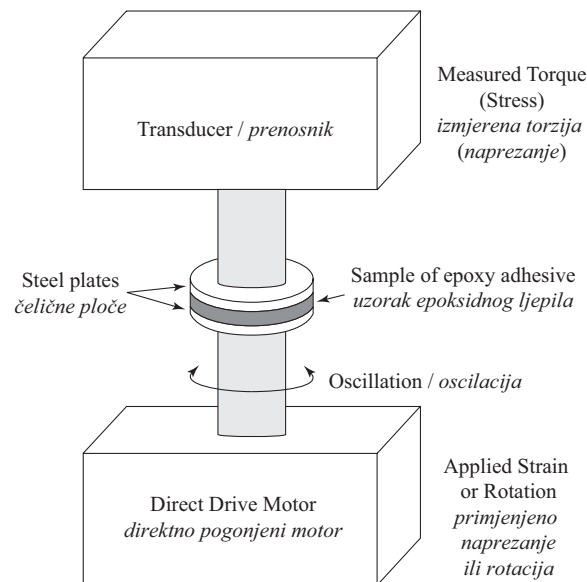 Transducer / prenosnik
Measured Torque
(Stress)
izmjerena torzija
(naprezanje)
Steel plates
čelične ploče
Sample of epoxy adhesive
uzorak epoksidnog ljepila
Oscillation / oscilacija
Direct Drive Motor
direktno pogonjeni motor
Applied Strain
or Rotation
primjenjeno
naprezanje
ili rotacija